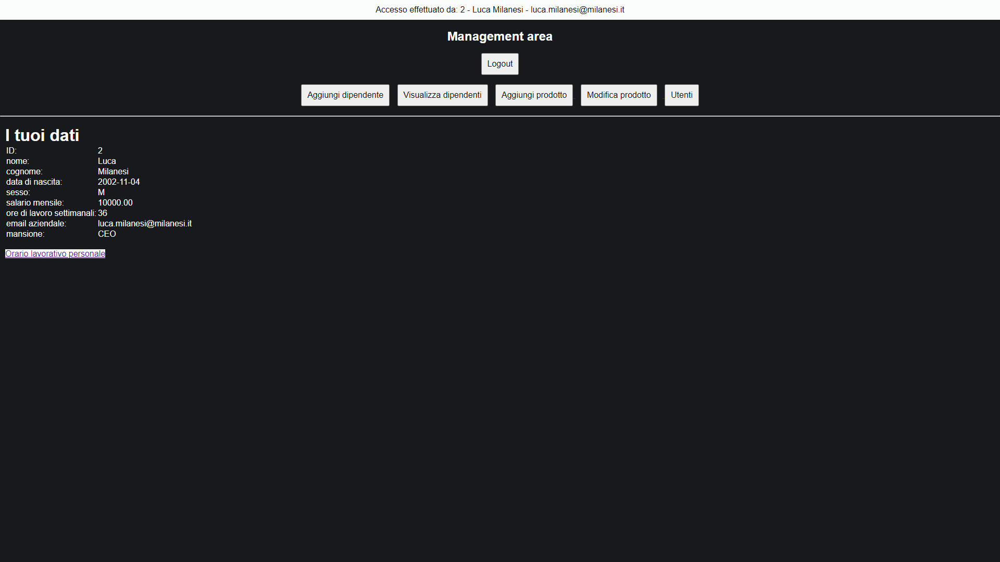 Accesso effettuato da: 2 - Luca Milanesi - luca.milanesi@milanesi.it
Management area
Logout
Aggiungi dipendente Visualizza dipendenti Aggiungi prodotto Modifica prodotto Utenti
I tuoi dati
ID: 2
nome: Luca
cognome: Milanesi
data di nascita: 2002-11-04
sesso: M
salario mensile: 10000.00
ore di lavoro settimanali: 36
email aziendale: luca.milanesi@milanesi.it
mansione: CEO
Orario lavorativo personale